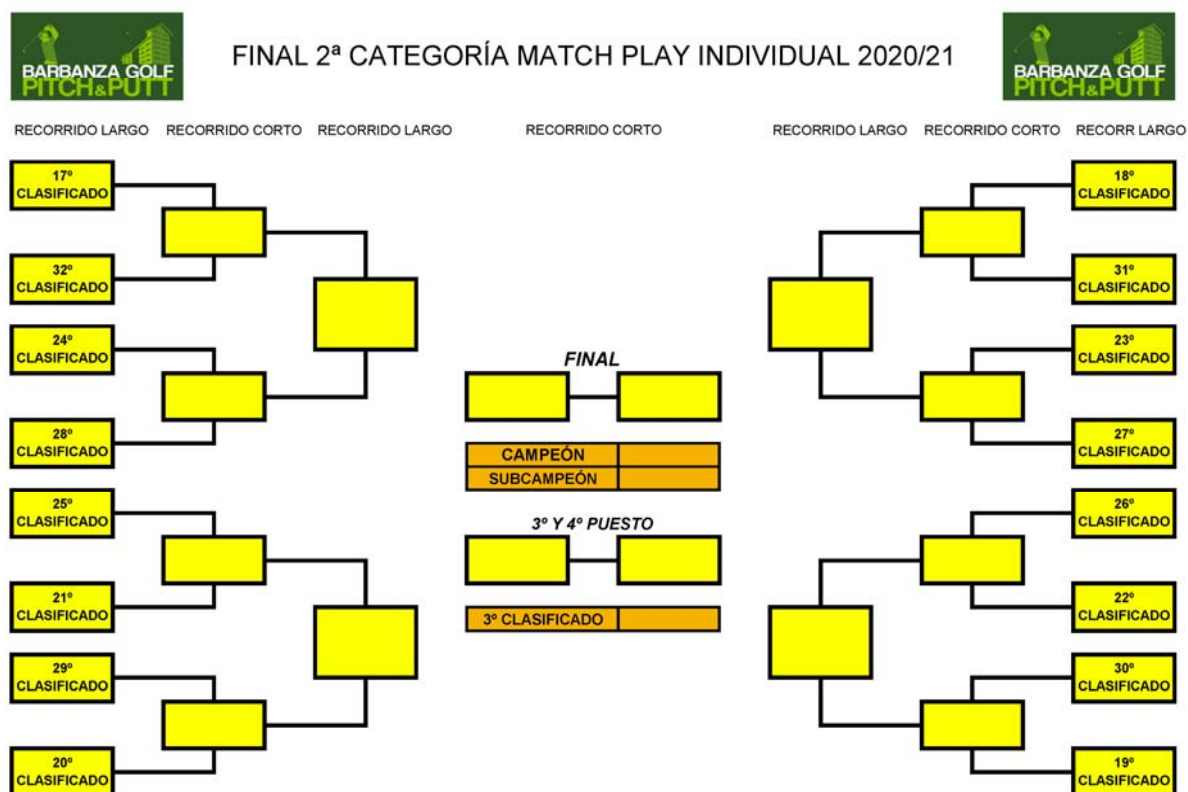 BARBANZA GOLF
PITCH&PUTT
FINAL 2ª CATEGORÍA MATCH PLAY INDIVIDUAL 2020/21
BARBANZA GOLF
PITCH&PUTT
RECORRIDO LARGO RECORRIDO CORTO RECORRIDO LARGO RECORRIDO CORTO RECORRIDO LARGO RECORRIDO CORTO RECORR LARGO
17º
CLASIFICADO
32º
CLASIFICADO
24º
CLASIFICADO
28º
CLASIFICADO
25º
CLASIFICADO
21º
CLASIFICADO
29º
CLASIFICADO
20º
CLASIFICADO
FINAL
CAMPEÓN
SUBCAMPEÓN
3º Y 4º PUESTO
3º CLASIFICADO
18º
CLASIFICADO
31º
CLASIFICADO
23º
CLASIFICADO
27º
CLASIFICADO
26º
CLASIFICADO
22º
CLASIFICADO
30º
CLASIFICADO
19º
CLASIFICADO